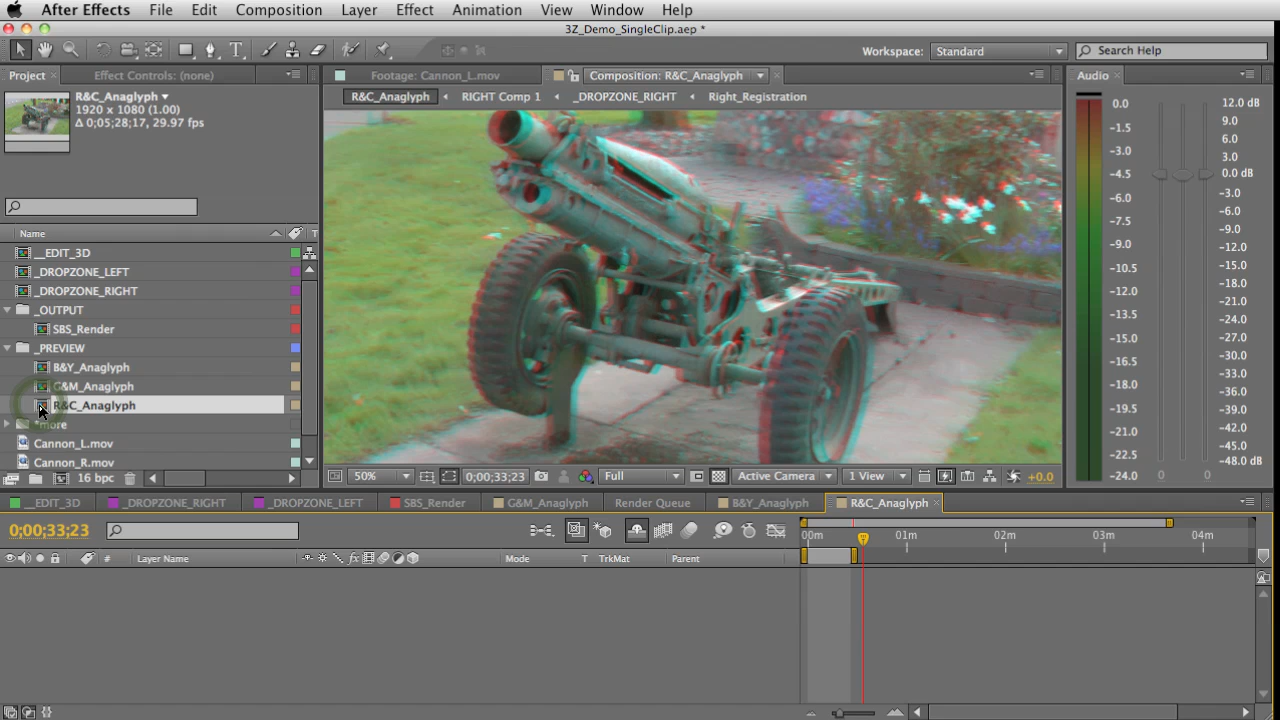 After Effects File Edit Composition Layer Effect Animation View Window Help
3Z_Demo_SingleClip.aep *
Workspace: Standard Search Help
Project Effect Controls: (none) Footage: Cannon_L.mov Composition: R&C_Anaglyph Audio
R&C_Anaglyph
1920 x 1080 (1.00)
Δ 0;05;28;17, 29.97 fps
R&C_Anaglyph RIGHT Comp 1 _DROPZONE_RIGHT Right_Registration
0.0
-1.5
-3.0
-4.5
-6.0
-7.5
-9.0
-10.5
-12.0
-13.5
-15.0
-16.5
-18.0
-19.5
-21.0
-22.5
-24.0
12.0 dB
9.0
6.0
3.0
0.0 dB
-3.0
-6.0
-9.0
-12.0
-15.0
-18.0
-21.0
-24.0
-27.0
-30.0
-33.0
-36.0
-39.0
-42.0
-45.0
-48.0 dB
0 0
Name T
__EDIT_3D
_DROPZONE_LEFT
_DROPZONE_RIGHT
_OUTPUT
SBS_Render
_PREVIEW
B&Y_Anaglyph
G&M_Anaglyph
R&C_Anaglyph
*more
Cannon_L.mov
Cannon_R.mov
16 bpc
50% 0;00;33;23 Full Active Camera 1 View +0.0
__EDIT_3D _DROPZONE_RIGHT _DROPZONE_LEFT SBS_Render G&M_Anaglyph Render Queue B&Y_Anaglyph R&C_Anaglyph
0;00;33;23
00m 01m 02m 03m 04m
# Layer Name fx Mode T TrkMat Parent